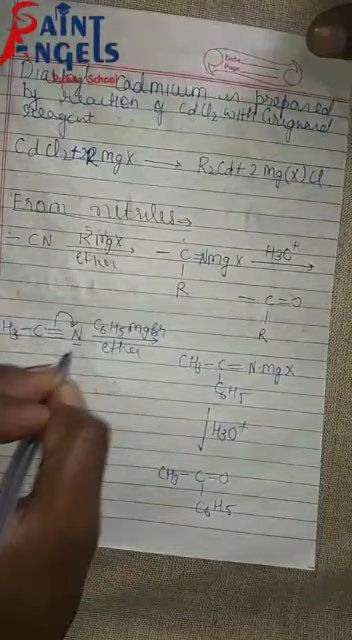 SAINT
ANGELS
School
Date
Page
Cadmium is prepared
by reaction of CdCl2 with Grignard
Reagent
CdCl2 + 2RMgX → R2Cd + 2Mg(X)Cl
From nitriles →
– CN RMgX → – C = NMgX H3O+ →
ether
R
– C = O
R
H3 – C ≡ N C6H5MgBr →
ether
CH3 – C = N·MgX
C6H5
↓ H3O+
CH3 – C – O
C6H5